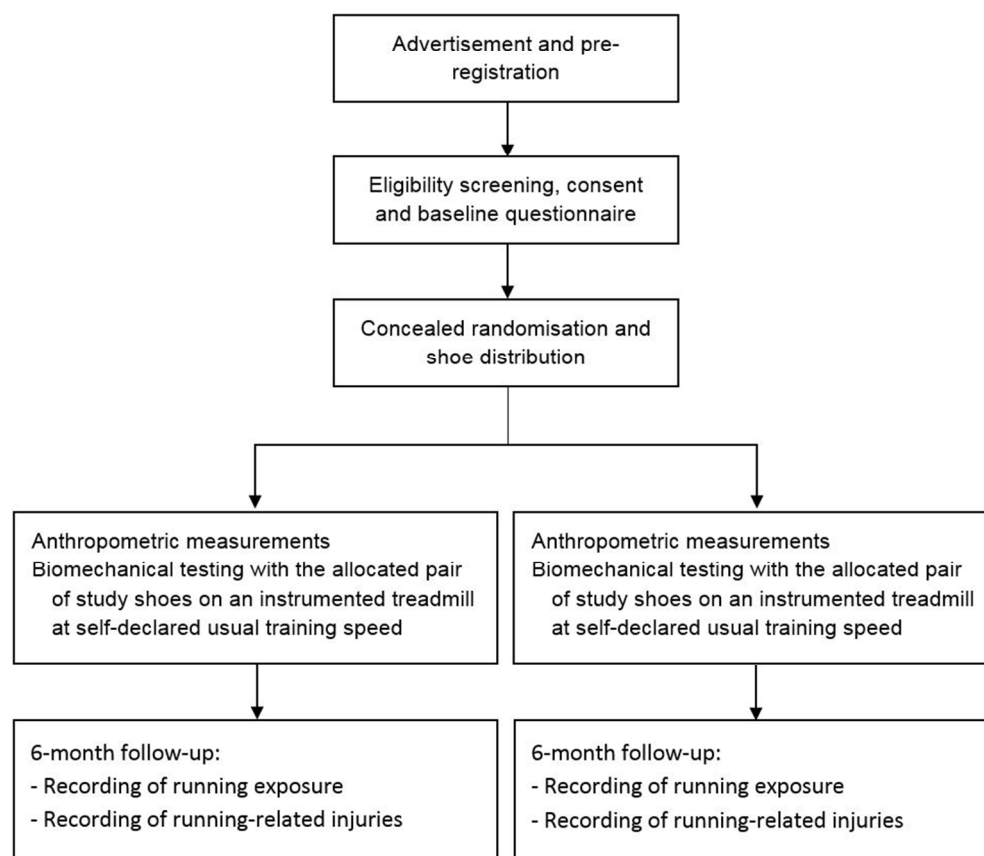 Advertisement and pre-
registration
Eligibility screening, consent
and baseline questionnaire
Concealed randomisation and
shoe distribution
Anthropometric measurements
Biomechanical testing with the allocated pair
of study shoes on an instrumented treadmill
at self-declared usual training speed
Anthropometric measurements
Biomechanical testing with the allocated pair
of study shoes on an instrumented treadmill
at self-declared usual training speed
6-month follow-up:
- Recording of running exposure
- Recording of running-related injuries
6-month follow-up:
- Recording of running exposure
- Recording of running-related injuries